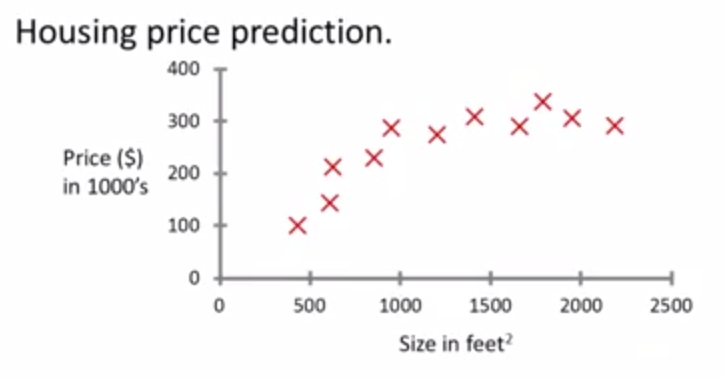 Housing price prediction.
400
300
Price ($)
in 1000's
200
100
0
0 500 1000 1500 2000 2500
Size in feet²